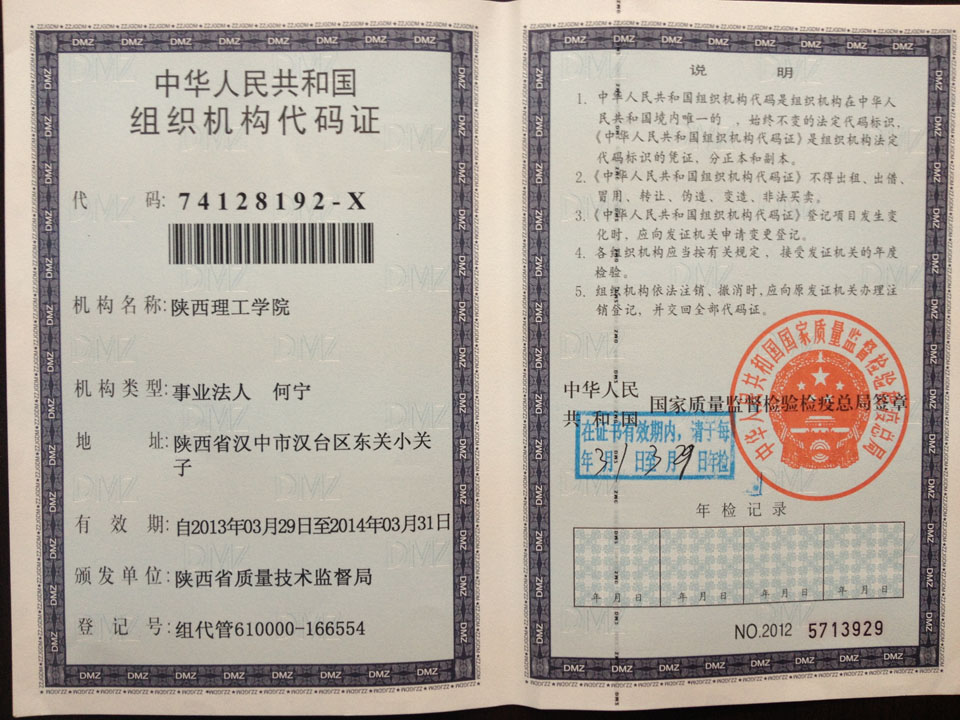 中华人民共和国
组织机构代码证
代 码: 74128192-X
机构名称: 陕西理工学院
机构类型: 事业法人 何宁
地 址: 陕西省汉中市汉台区东关小关
子
有 效 期: 自2013年03月29日至2014年03月31日
颁发单位: 陕西省质量技术监督局
登 记 号: 组代管610000-166554
说 明
1. 中华人民共和国组织机构代码是组织机构在中华人
民共和国境内唯一的、始终不变的法定代码标识,
《中华人民共和国组织机构代码证》是组织机构法定
代码标识的凭证, 分正本和副本。
2.《中华人民共和国组织机构代码证》不得出租、出借、
冒用、转让、伪造、变造、非法买卖。
3.《中华人民共和国组织机构代码证》登记项目发生变
化时, 应向发证机关申请变更登记。
4. 各组织机构应当按有关规定, 接受发证机关的年度
检验。
5. 组织机构依法注销、撤消时, 应向原发证机关办理注
销登记, 并交回全部代码证。
中华人民
共和国 国家质量监督检验检疫总局签章
中华人民共和国国家质量监督检验检疫总局
在证书有效期内, 请于每
年3月1日至3月29日年检
年检记录
年 月 日 年 月 日 年 月 日 年 月 日
NO.2012 5713929